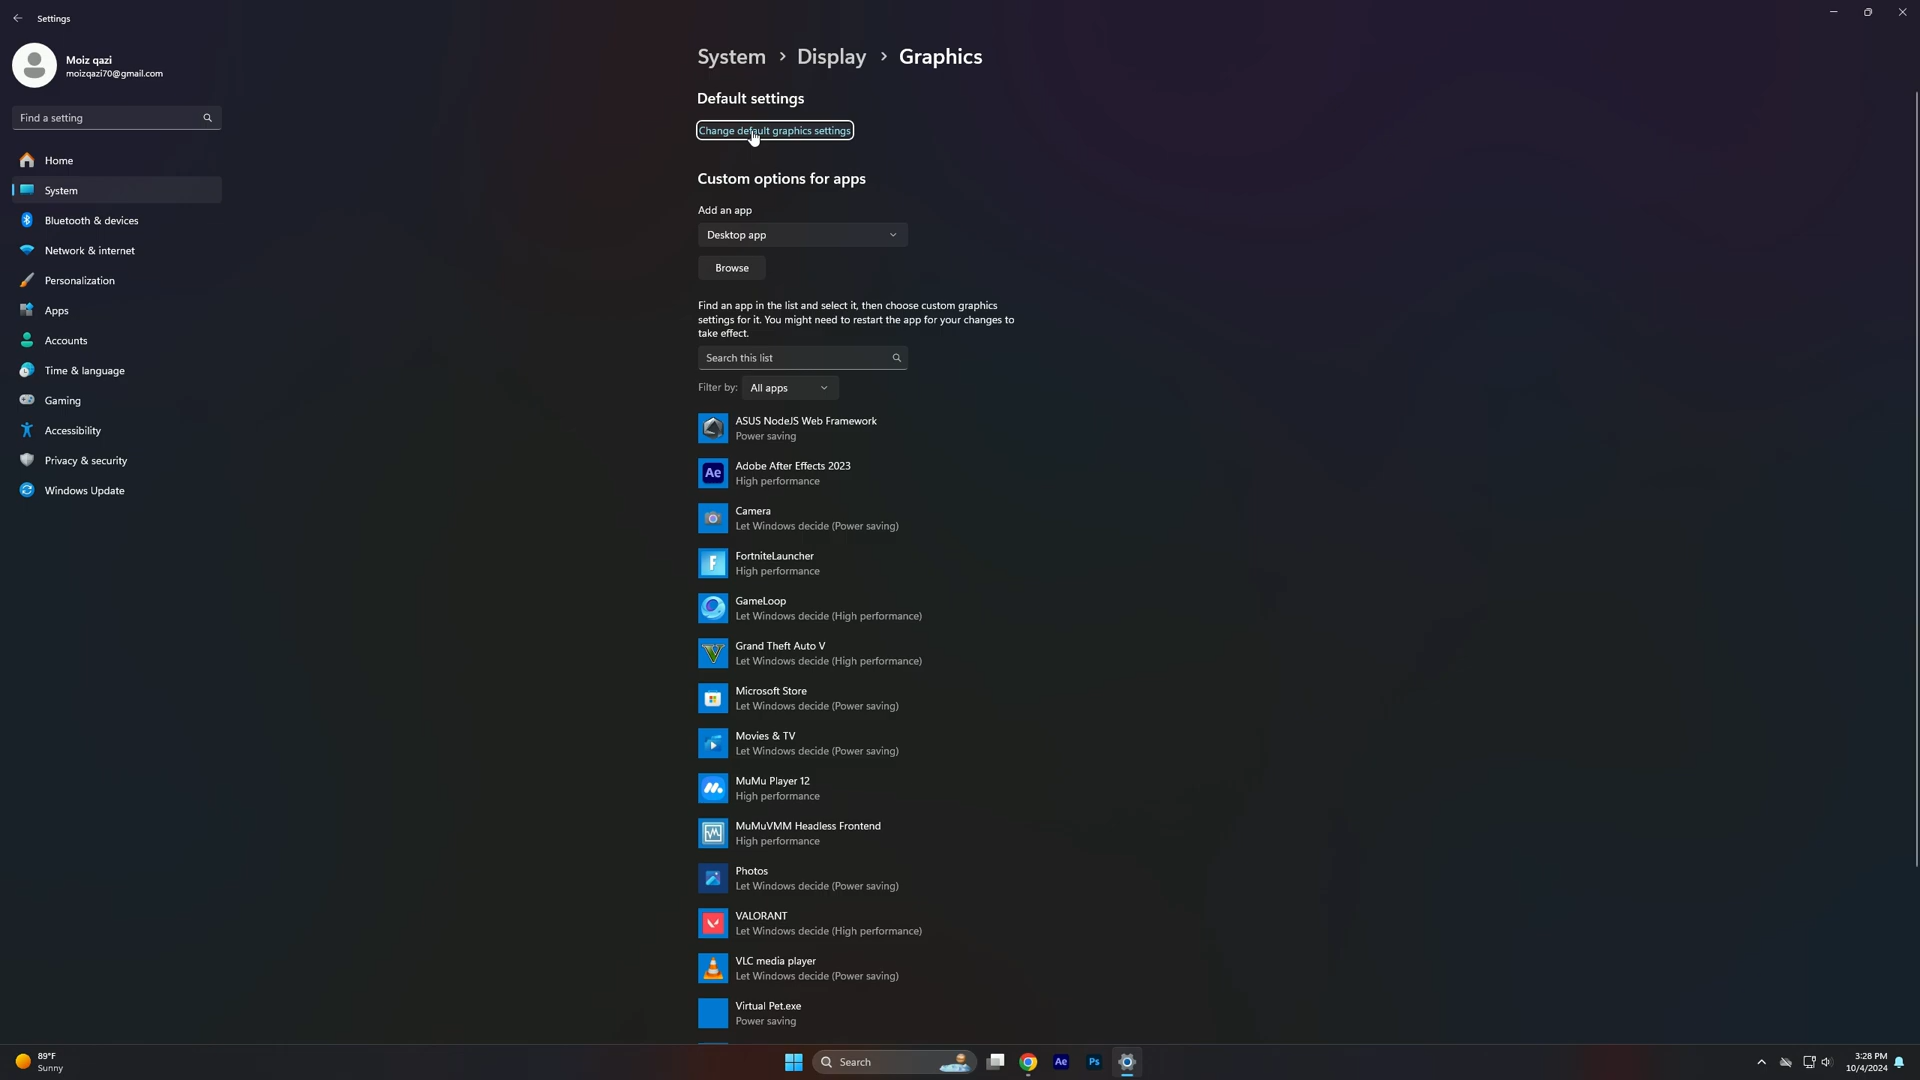 Settings
Moiz qazi
moizqazi70@gmail.com
Find a setting
Home
System
Bluetooth & devices
Network & internet
Personalization
Apps
Accounts
Time & language
Gaming
Accessibility
Privacy & security
Windows Update
System > Display > Graphics
Default settings
Change default graphics settings
Custom options for apps
Add an app
Desktop app
Browse
Find an app in the list and select it, then choose custom graphics
settings for it. You might need to restart the app for your changes to
take effect.
Search this list
Filter by: All apps
ASUS NodeJS Web Framework
Power saving
Ae Adobe After Effects 2023
High performance
Camera
Let Windows decide (Power saving)
FortniteLauncher
High performance
GameLoop
Let Windows decide (High performance)
Grand Theft Auto V
Let Windows decide (High performance)
Microsoft Store
Let Windows decide (Power saving)
Movies & TV
Let Windows decide (Power saving)
MuMu Player 12
High performance
MuMuVMM Headless Frontend
High performance
Photos
Let Windows decide (Power saving)
VALORANT
Let Windows decide (High performance)
VLC media player
Let Windows decide (Power saving)
Virtual Pet.exe
Power saving
89°F
Sunny
Search
Ae
Ps
3:28 PM
10/4/2024